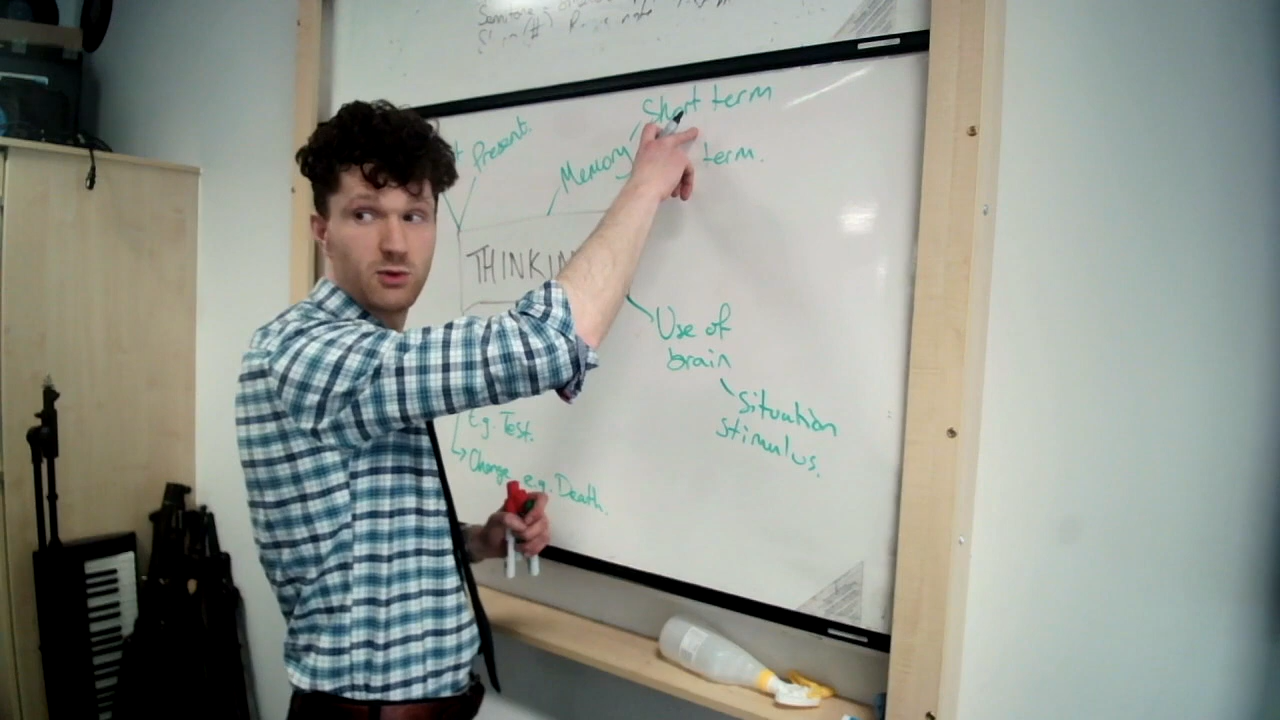 Short term
Present.
Memory
term.
THINKIN
Use of
brain
Situation
stimulus.
E.g. Test.
↳ Change e.g. Death.